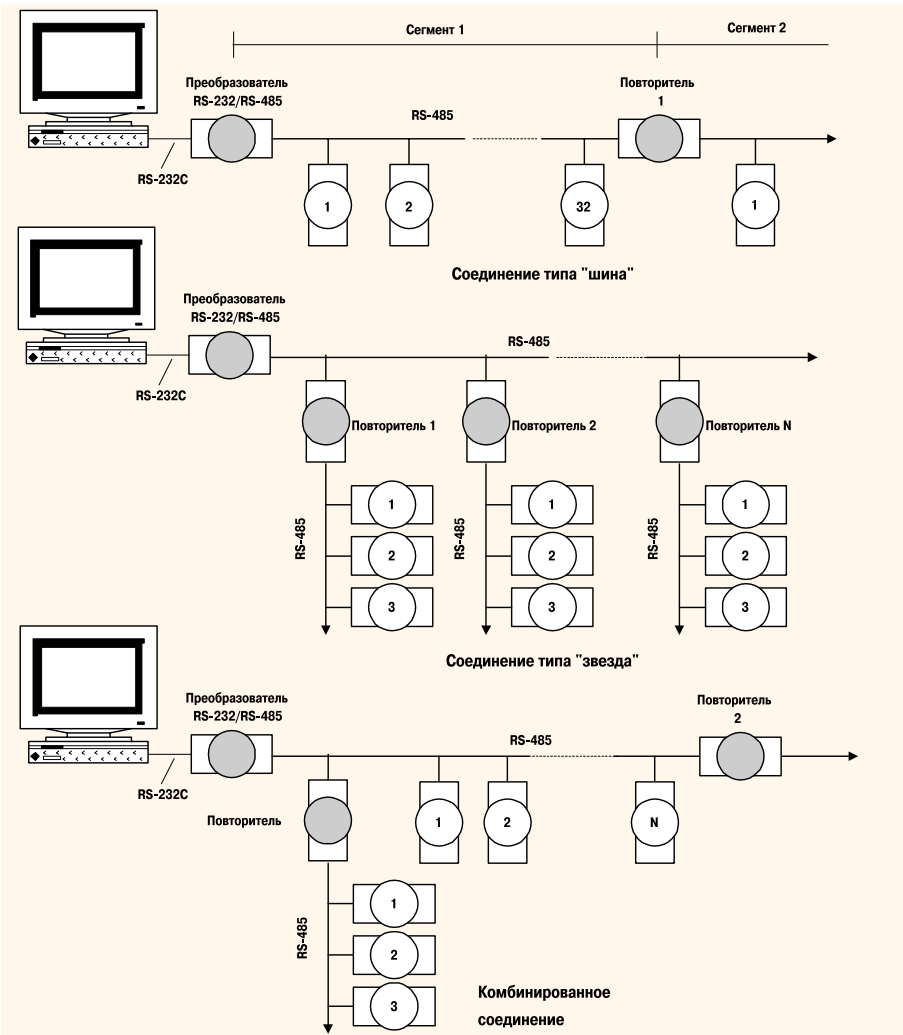 Сегмент 1
Сегмент 2
Преобразователь
RS-232/RS-485
Повторитель
1
RS-485
RS-232C
1
2
32
1
Соединение типа "шина"
Преобразователь
RS-232/RS-485
RS-485
RS-232C
Повторитель 1
Повторитель 2
Повторитель N
RS-485
1
2
3
RS-485
1
2
3
RS-485
1
2
3
Соединение типа "звезда"
Преобразователь
RS-232/RS-485
Повторитель
2
RS-485
RS-232C
Повторитель
1
2
N
RS-485
1
2
3
Комбинированное
соединение